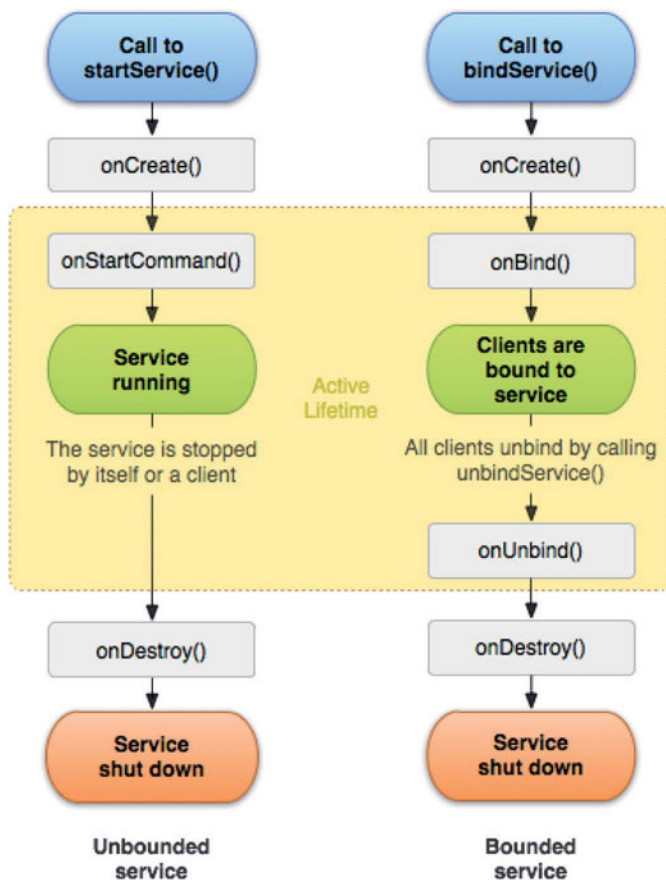 Call to
startService()
onCreate()
onStartCommand()
Service
running
The service is stopped
by itself or a client
onDestroy()
Service
shut down
Unbounded
service
Active
Lifetime
Call to
bindService()
onCreate()
onBind()
Clients are
bound to
service
All clients unbind by calling
unbindService()
onUnbind()
onDestroy()
Service
shut down
Bounded
service